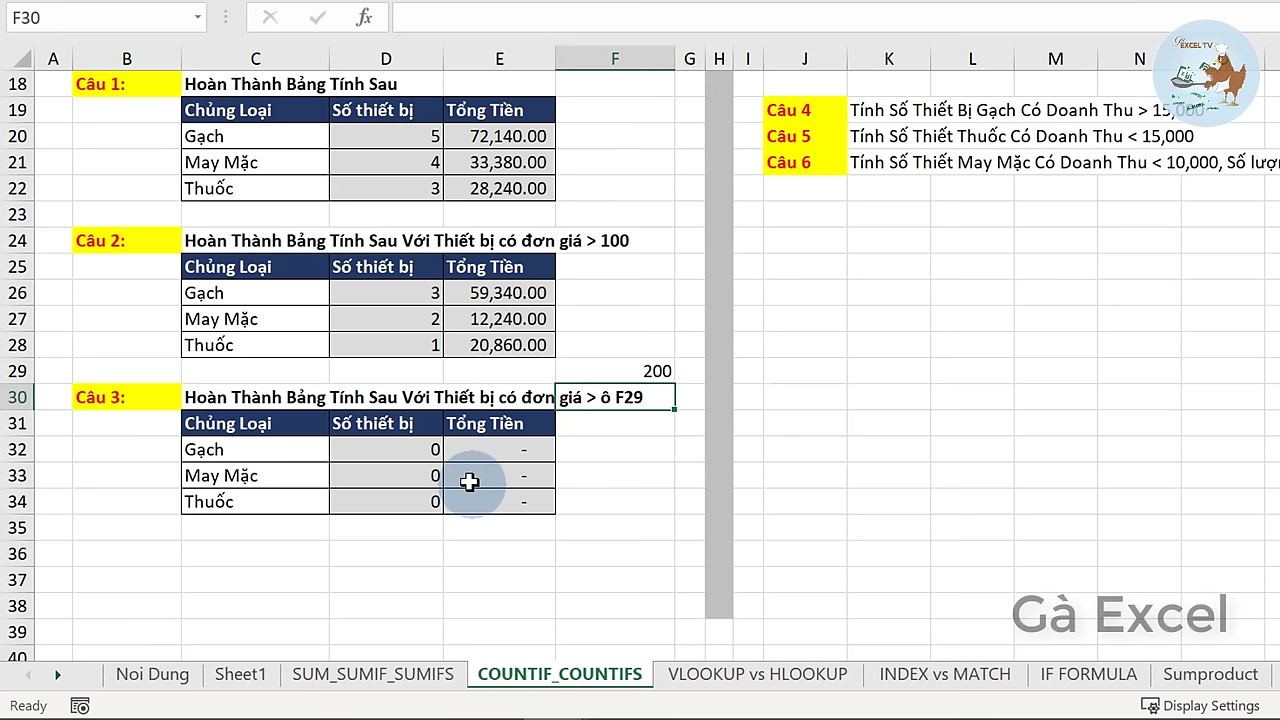 F30
fx
A B C D E F G H I J K L M N
18 Câu 1: Hoàn Thành Bảng Tính Sau
19 Chủng Loại Số thiết bị Tổng Tiền Câu 4 Tính Số Thiết Bị Gạch Có Doanh Thu > 15,000
20 Gạch 5 72,140.00 Câu 5 Tính Số Thiết Thuốc Có Doanh Thu < 15,000
21 May Mặc 4 33,380.00 Câu 6 Tính Số Thiết May Mặc Có Doanh Thu < 10,000, Số lượn
22 Thuốc 3 28,240.00
23
24 Câu 2: Hoàn Thành Bảng Tính Sau Với Thiết bị có đơn giá > 100
25 Chủng Loại Số thiết bị Tổng Tiền
26 Gạch 3 59,340.00
27 May Mặc 2 12,240.00
28 Thuốc 1 20,860.00
29 200
30 Câu 3: Hoàn Thành Bảng Tính Sau Với Thiết bị có đơn giá > ô F29
31 Chủng Loại Số thiết bị Tổng Tiền
32 Gạch 0 -
33 May Mặc 0 -
34 Thuốc 0 -
35
36
37
38
39
40
EXCEL TV
Gà Excel
Noi Dung Sheet1 SUM_SUMIF_SUMIFS COUNTIF_COUNTIFS VLOOKUP vs HLOOKUP INDEX vs MATCH IF FORMULA Sumproduct
Ready Display Settings